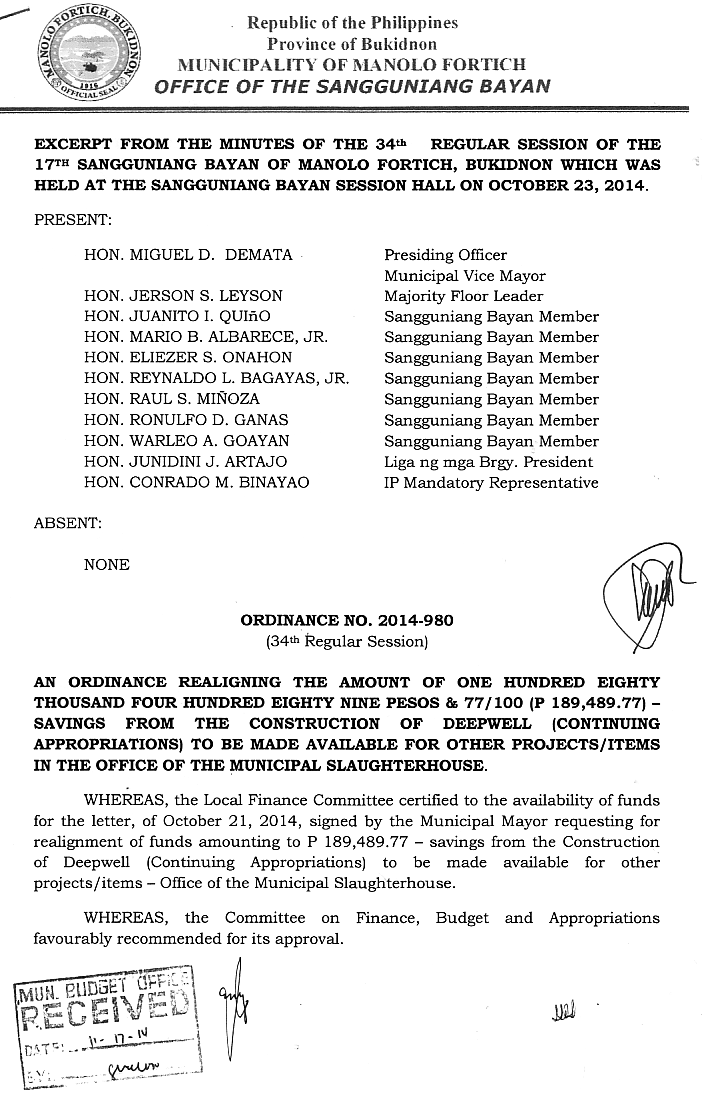 MANOLO FORTICH, BUKIDNON
1916
OFFICIAL SEAL
Republic of the Philippines
Province of Bukidnon
MUNICIPALITY OF MANOLO FORTICH
OFFICE OF THE SANGGUNIANG BAYAN
EXCERPT FROM THE MINUTES OF THE 34th REGULAR SESSION OF THE
17TH SANGGUNIANG BAYAN OF MANOLO FORTICH, BUKIDNON WHICH WAS
HELD AT THE SANGGUNIANG BAYAN SESSION HALL ON OCTOBER 23, 2014.
PRESENT:
HON. MIGUEL D. DEMATA Presiding Officer
Municipal Vice Mayor
HON. JERSON S. LEYSON Majority Floor Leader
HON. JUANITO I. QUIñO Sangguniang Bayan Member
HON. MARIO B. ALBARECE, JR. Sangguniang Bayan Member
HON. ELIEZER S. ONAHON Sangguniang Bayan Member
HON. REYNALDO L. BAGAYAS, JR. Sangguniang Bayan Member
HON. RAUL S. MIÑOZA Sangguniang Bayan Member
HON. RONULFO D. GANAS Sangguniang Bayan Member
HON. WARLEO A. GOAYAN Sangguniang Bayan Member
HON. JUNIDINI J. ARTAJO Liga ng mga Brgy. President
HON. CONRADO M. BINAYAO IP Mandatory Representative
ABSENT:
NONE
ORDINANCE NO. 2014-980
(34th Regular Session)
AN ORDINANCE REALIGNING THE AMOUNT OF ONE HUNDRED EIGHTY
THOUSAND FOUR HUNDRED EIGHTY NINE PESOS & 77/100 (P 189,489.77) –
SAVINGS FROM THE CONSTRUCTION OF DEEPWELL (CONTINUING
APPROPRIATIONS) TO BE MADE AVAILABLE FOR OTHER PROJECTS/ITEMS
IN THE OFFICE OF THE MUNICIPAL SLAUGHTERHOUSE.
WHEREAS, the Local Finance Committee certified to the availability of funds
for the letter, of October 21, 2014, signed by the Municipal Mayor requesting for
realignment of funds amounting to P 189,489.77 – savings from the Construction
of Deepwell (Continuing Appropriations) to be made available for other
projects/items – Office of the Municipal Slaughterhouse.
WHEREAS, the Committee on Finance, Budget and Appropriations
favourably recommended for its approval.
MUN. BUDGET OFFICE
RECEIVED
DATE: 11-17-14
BY: